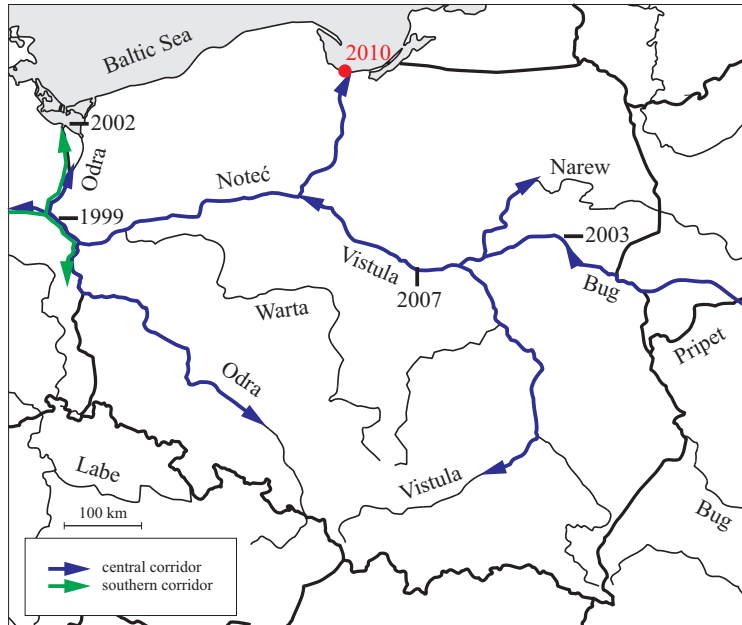 Baltic Sea
2010
2002
Odra
Noteć
Narew
1999
2003
Vistula
2007
Bug
Warta
Pripet
Odra
Labe
Vistula
Bug
100 km
central corridor
southern corridor